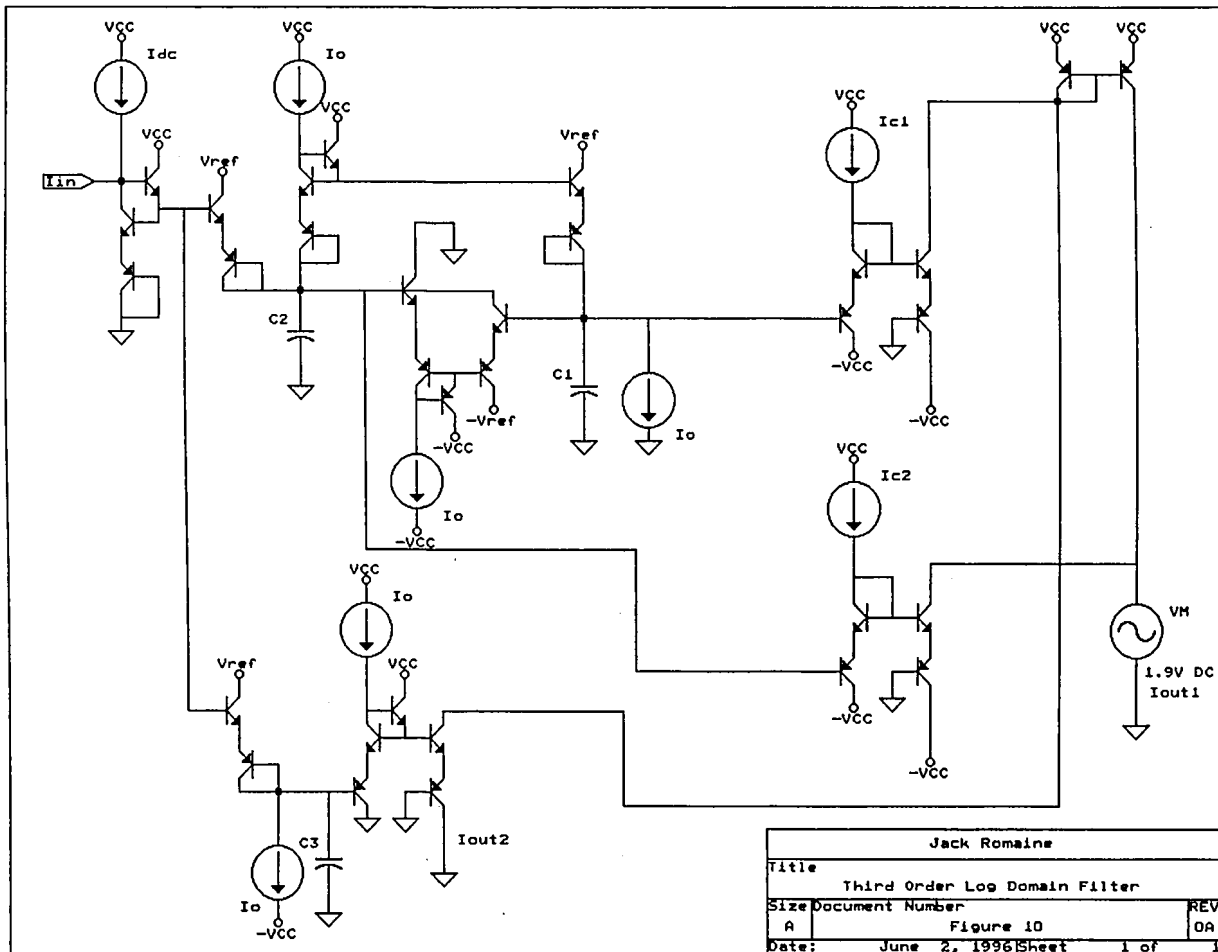 VCC
Io
VCC
VCC
Idc
VCC
VCC
Ic1
VCC
Vref
Vref
Iin
C2
C1
-VCC
-Vref
-VCC
Io
-VCC
VCC
Ic2
Io
-VCC
VCC
Io
Vref
VCC
VM
1.9V DC
Iout1
-VCC
-VCC
C3
Iout2
Io
-VCC
Jack Romaine
Title
Third Order Log Domain Filter
Size Document Number REV
A Figure 10 0A
Date: June 2, 1996 Sheet 1 of 1